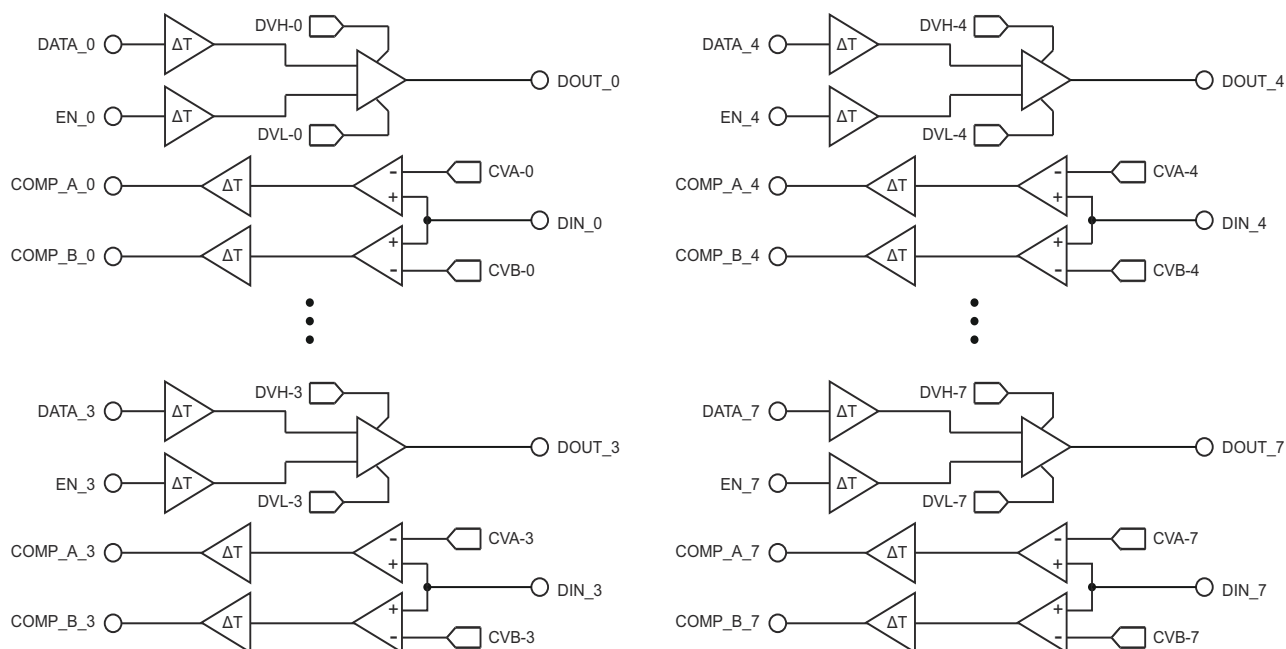 DVH-0
DATA_0
ΔT
EN_0
ΔT
DVL-0
DOUT_0
COMP_A_0
ΔT
-
+
CVA-0
DIN_0
COMP_B_0
ΔT
+
-
CVB-0
DVH-3
DATA_3
ΔT
EN_3
ΔT
DVL-3
DOUT_3
COMP_A_3
ΔT
-
+
CVA-3
DIN_3
COMP_B_3
ΔT
+
-
CVB-3
DVH-4
DATA_4
ΔT
EN_4
ΔT
DVL-4
DOUT_4
COMP_A_4
ΔT
-
+
CVA-4
DIN_4
COMP_B_4
ΔT
+
-
CVB-4
DVH-7
DATA_7
ΔT
EN_7
ΔT
DVL-7
DOUT_7
COMP_A_7
ΔT
-
+
CVA-7
DIN_7
COMP_B_7
ΔT
+
-
CVB-7